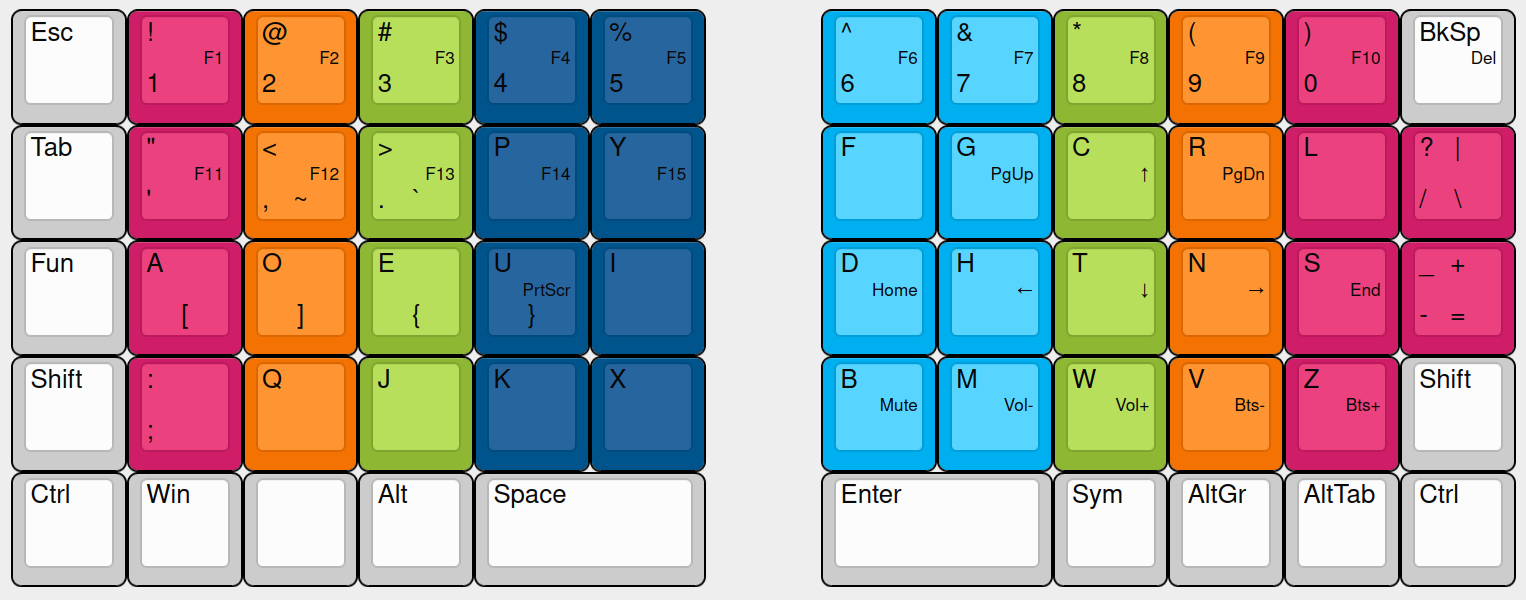 Esc ! @ # $ % ^ & * ( ) BkSp
F1 F2 F3 F4 F5 F6 F7 F8 F9 F10 Del
1 2 3 4 5 6 7 8 9 0
Tab " < > P Y F G C R L ? |
F11 F12 F13 F14 F15 PgUp ↑ PgDn
' , ~ . ` / \
Fun A O E U I D H T N S _ +
PrtScr Home ← ↓ → End
[ ] { } - =
Shift : Q J K X B M W V Z Shift
Mute Vol- Vol+ Bts- Bts+
;
Ctrl Win Alt Space Enter Sym AltGr AltTab Ctrl